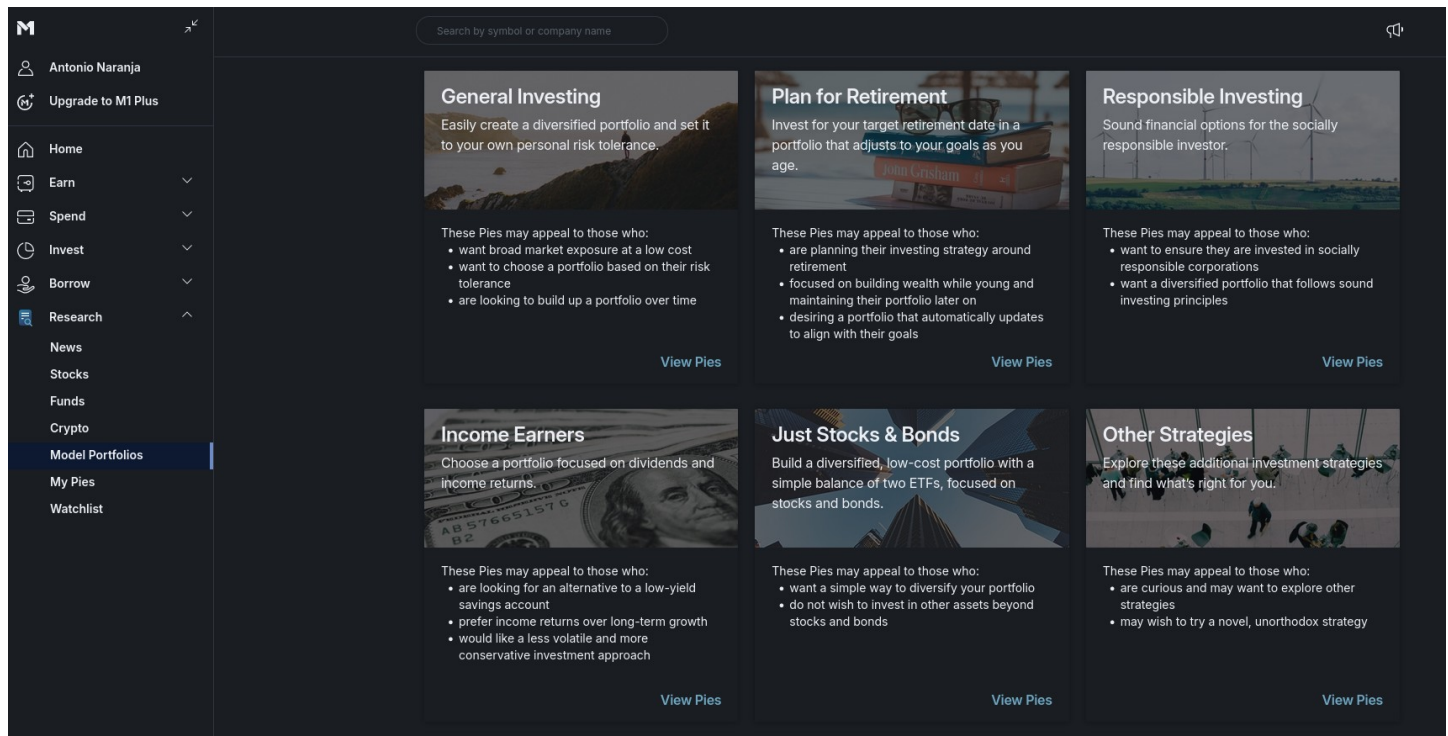 M
Antonio Naranja
Upgrade to M1 Plus
Home
Earn
Spend
Invest
Borrow
Research
News
Stocks
Funds
Crypto
Model Portfolios
My Pies
Watchlist
Search by symbol or company name
General Investing
Easily create a diversified portfolio and set it
to your own personal risk tolerance.
These Pies may appeal to those who:
• want broad market exposure at a low cost
• want to choose a portfolio based on their risk
tolerance
• are looking to build up a portfolio over time
View Pies
Plan for Retirement
Invest for your target retirement date in a
portfolio that adjusts to your goals as you
age.
John Grisham
These Pies may appeal to those who:
• are planning their investing strategy around
retirement
• focused on building wealth while young and
maintaining their portfolio later on
• desiring a portfolio that automatically updates
to align with their goals
View Pies
Responsible Investing
Sound financial options for the socially
responsible investor.
These Pies may appeal to those who:
• want to ensure they are invested in socially
responsible corporations
• want a diversified portfolio that follows sound
investing principles
View Pies
Income Earners
Choose a portfolio focused on dividends and
income returns.
AB 57665157G
B2
These Pies may appeal to those who:
• are looking for an alternative to a low-yield
savings account
• prefer income returns over long-term growth
• would like a less volatile and more
conservative investment approach
View Pies
Just Stocks & Bonds
Build a diversified, low-cost portfolio with a
simple balance of two ETFs, focused on
stocks and bonds.
These Pies may appeal to those who:
• want a simple way to diversify your portfolio
• do not wish to invest in other assets beyond
stocks and bonds
View Pies
Other Strategies
Explore these additional investment strategies
and find what's right for you.
These Pies may appeal to those who:
• are curious and may want to explore other
strategies
• may wish to try a novel, unorthodox strategy
View Pies